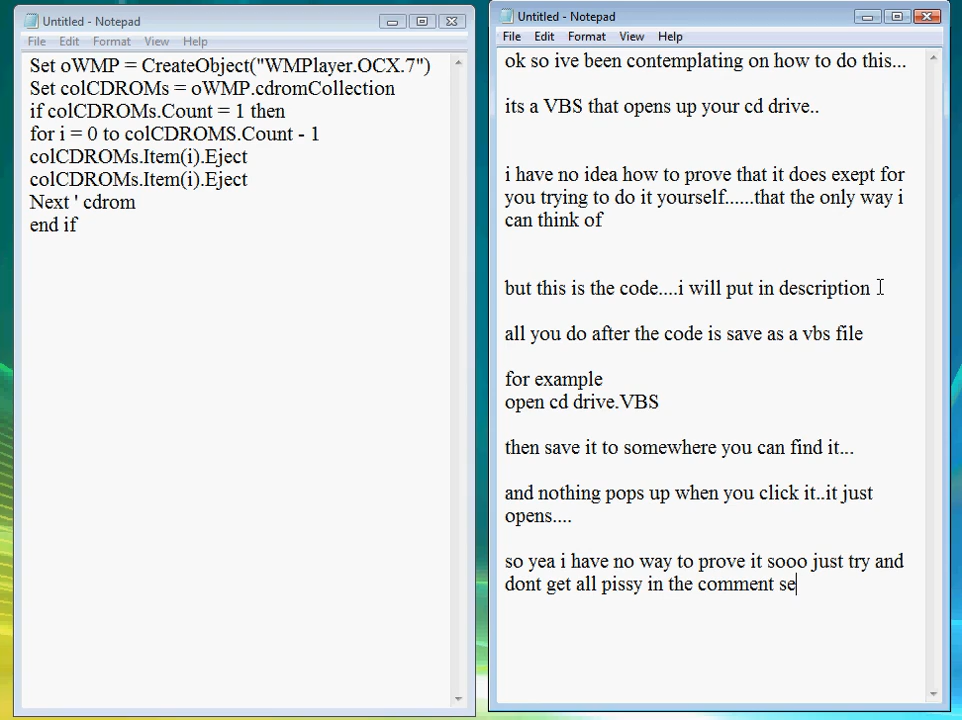 Untitled - Notepad
File Edit Format View Help
Set oWMP = CreateObject("WMPlayer.OCX.7")
Set colCDROMs = oWMP.cdromCollection
if colCDROMs.Count = 1 then
for i = 0 to colCDROMS.Count - 1
colCDROMs.Item(i).Eject
colCDROMs.Item(i).Eject
Next ' cdrom
end if
Untitled - Notepad
File Edit Format View Help
ok so ive been contemplating on how to do this...
its a VBS that opens up your cd drive..
i have no idea how to prove that it does exept for
you trying to do it yourself......that the only way i
can think of
but this is the code....i will put in description
all you do after the code is save as a vbs file
for example
open cd drive.VBS
then save it to somewhere you can find it...
and nothing pops up when you click it..it just
opens....
so yea i have no way to prove it sooo just try and
dont get all pissy in the comment se